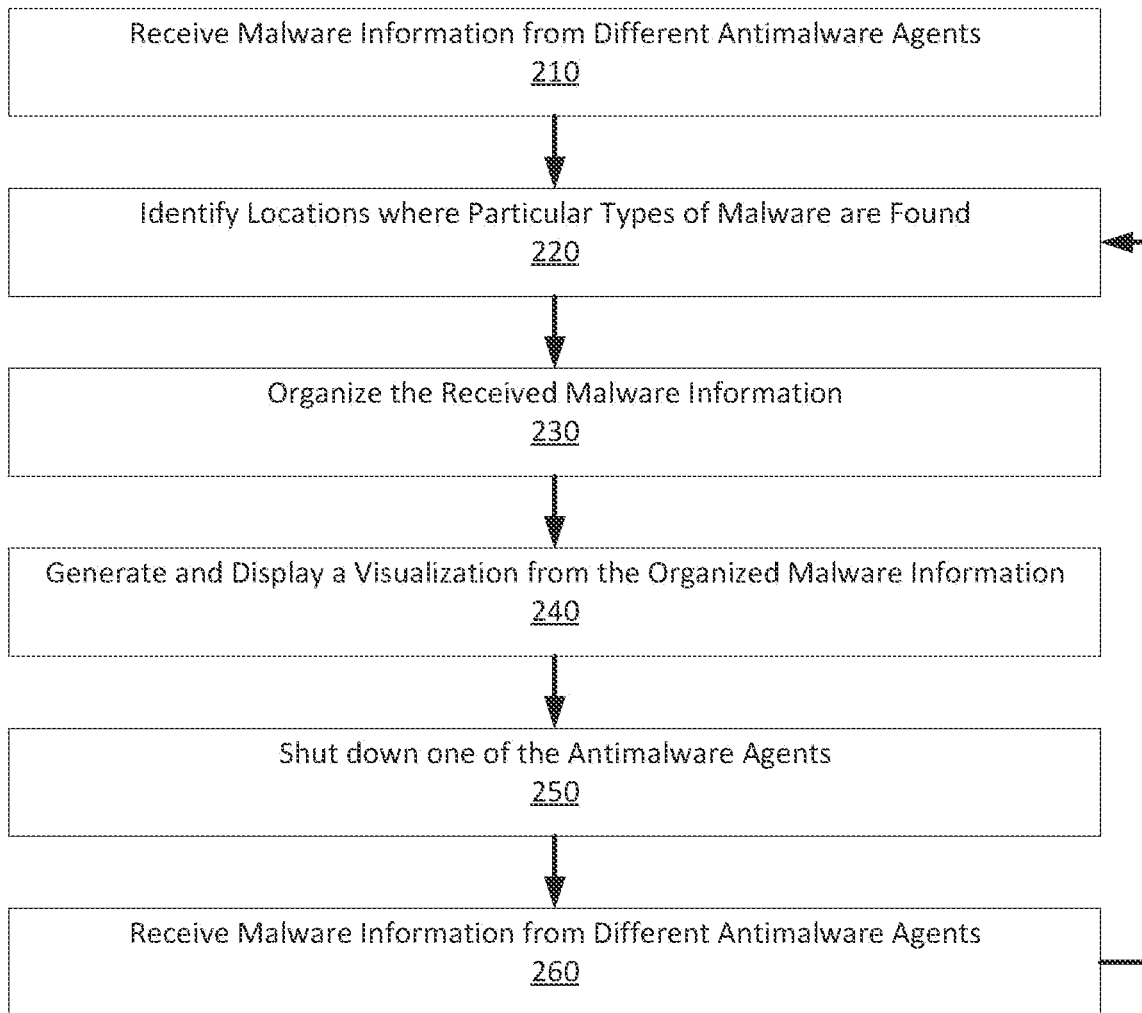 Receive Malware Information from Different Antimalware Agents
210
Identify Locations where Particular Types of Malware are Found
220
Organize the Received Malware Information
230
Generate and Display a Visualization from the Organized Malware Information
240
Shut down one of the Antimalware Agents
250
Receive Malware Information from Different Antimalware Agents
260